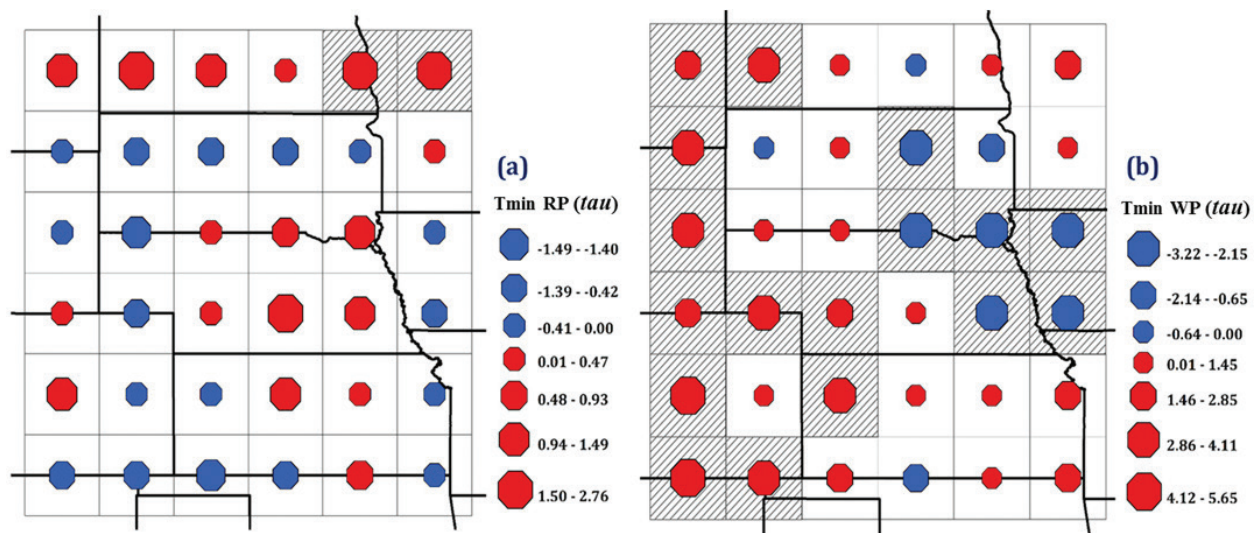 (a)
Tmin RP (tau)
-1.49 - -1.40
-1.39 - -0.42
-0.41 - 0.00
0.01 - 0.47
0.48 - 0.93
0.94 - 1.49
1.50 - 2.76
(b)
Tmin WP (tau)
-3.22 - -2.15
-2.14 - -0.65
-0.64 - 0.00
0.01 - 1.45
1.46 - 2.85
2.86 - 4.11
4.12 - 5.65